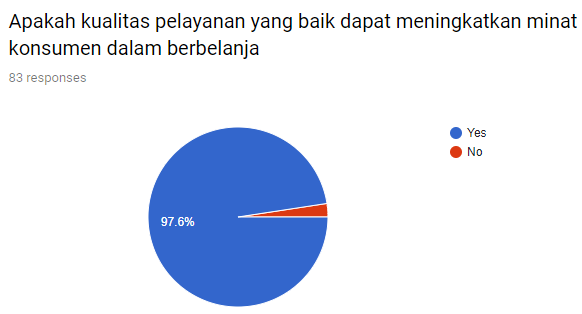 Apakah kualitas pelayanan yang baik dapat meningkatkan minat
konsumen dalam berbelanja
83 responses
Yes
No
97.6%